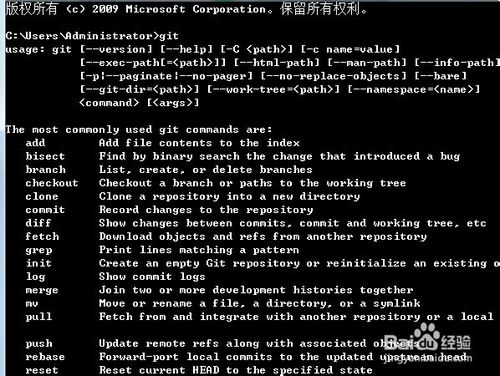 版权所有 (c) 2009 Microsoft Corporation。保留所有权利。
C:\Users\Administrator>git
usage: git [--version] [--help] [-C <path>] [-c name=value]
[--exec-path[=<path>]] [--html-path] [--man-path] [--info-path]
[-p|--paginate|--no-pager] [--no-replace-objects] [--bare]
[--git-dir=<path>] [--work-tree=<path>] [--namespace=<name>]
<command> [<args>]
The most commonly used git commands are:
add Add file contents to the index
bisect Find by binary search the change that introduced a bug
branch List, create, or delete branches
checkout Checkout a branch or paths to the working tree
clone Clone a repository into a new directory
commit Record changes to the repository
diff Show changes between commits, commit and working tree, etc
fetch Download objects and refs from another repository
grep Print lines matching a pattern
init Create an empty Git repository or reinitialize an existing o
log Show commit logs
merge Join two or more development histories together
mv Move or rename a file, a directory, or a symlink
pull Fetch from and integrate with another repository or a local
push Update remote refs along with associated objects
rebase Forward-port local commits to the updated upstream head
reset Reset current HEAD to the specified state
Baidu 经验
jingyan.baidu.com